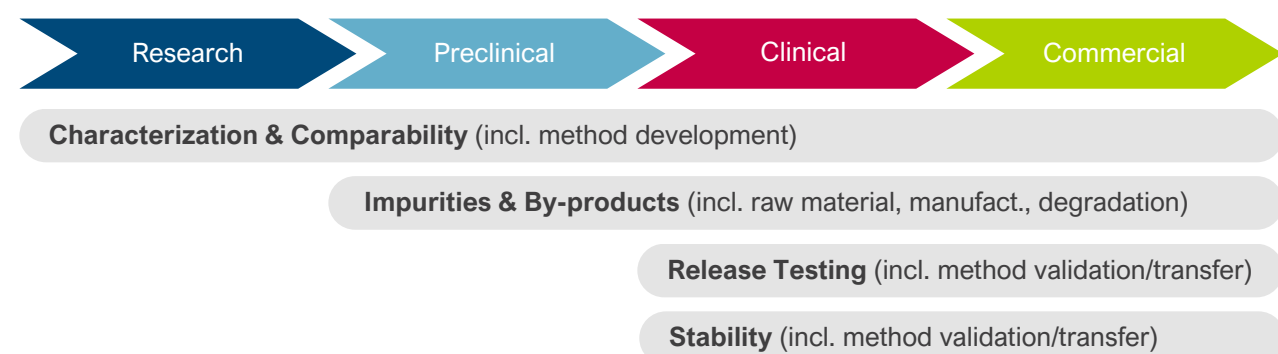 Research
Preclinical
Clinical
Commercial
Characterization & Comparability (incl. method development)
Impurities & By-products (incl. raw material, manufact., degradation)
Release Testing (incl. method validation/transfer)
Stability (incl. method validation/transfer)